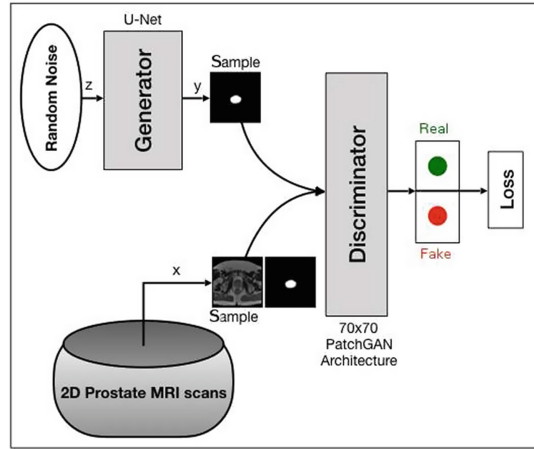 U-Net
Random Noise
z
Generator
y
Sample
Discriminator
Real
Fake
Loss
x
Sample
70x70
PatchGAN
Architecture
2D Prostate MRI scans